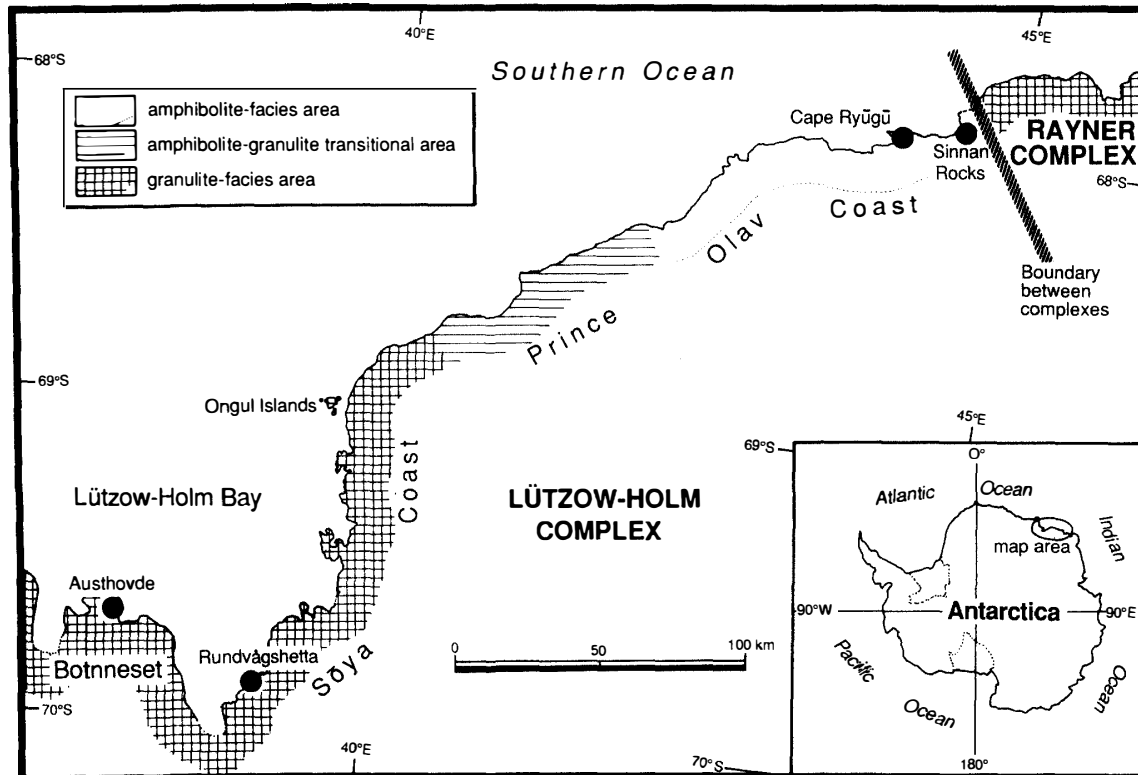 40°E
45°E
68°S
Southern Ocean
amphibolite-facies area
amphibolite-granulite transitional area
granulite-facies area
Cape Ryūgū
Sinnan
Rocks
RAYNER
COMPLEX
68°S
Prince Olav Coast
Boundary
between
complexes
69°S
Ongul Islands
Lützow-Holm Bay
Sōya Coast
LÜTZOW-HOLM
COMPLEX
69°S
Austhovde
Botnneset
Rundvågshetta
0 50 100 km
70°S
40°E
70°S
45°E
0°
Atlantic Ocean
Indian Ocean
map area
90°W
Antarctica
90°E
Pacific Ocean
180°